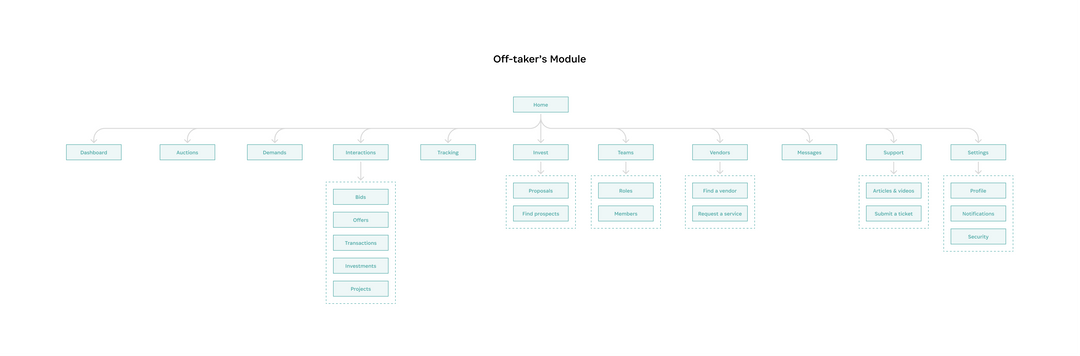 Off-taker's Module
Home
Dashboard
Auctions
Demands
Interactions
Tracking
Invest
Teams
Vendors
Messages
Support
Settings
Bids
Offers
Transactions
Investments
Projects
Proposals
Find prospects
Roles
Members
Find a vendor
Request a service
Articles & videos
Submit a ticket
Profile
Notifications
Security